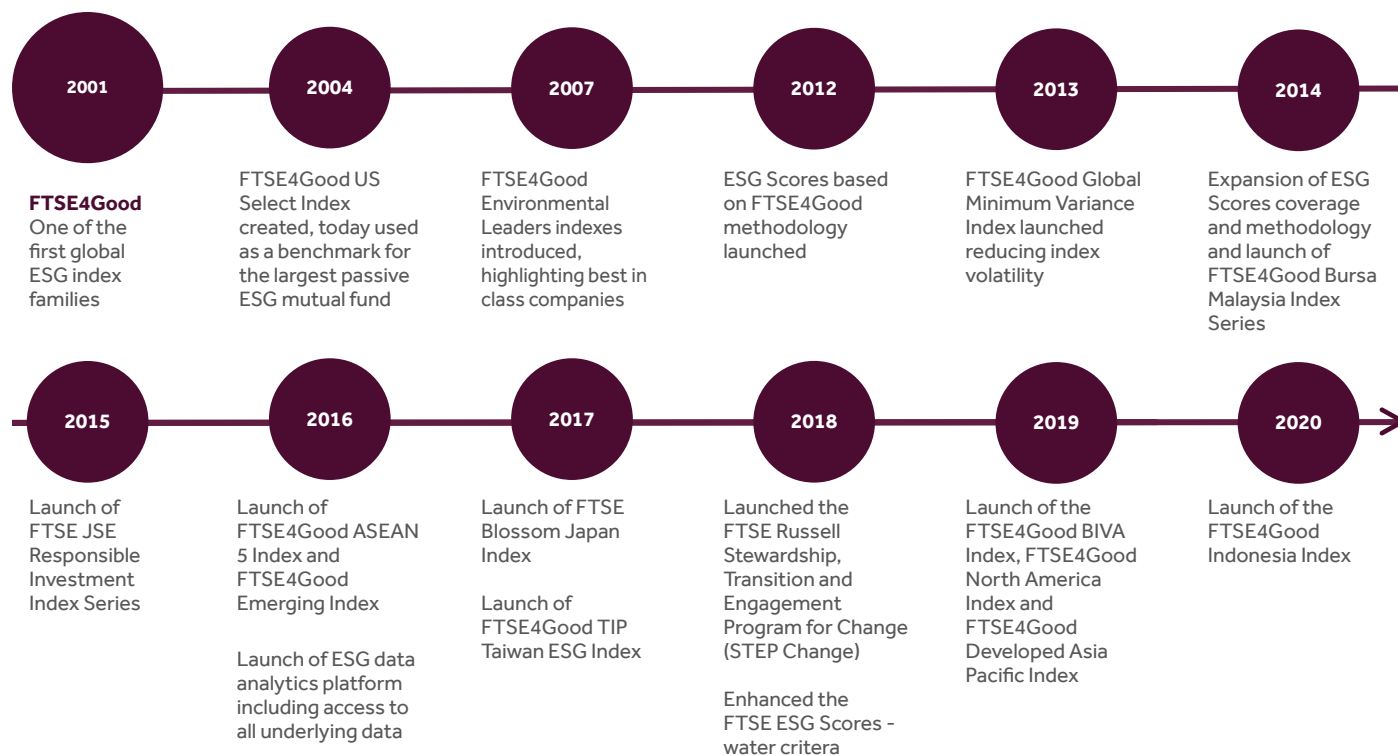 2001
2004
2007
2012
2013
2014
FTSE4Good
One of the
first global
ESG index
families
FTSE4Good US
Select Index
created, today used
as a benchmark for
the largest passive
ESG mutual fund
FTSE4Good
Environmental
Leaders indexes
introduced,
highlighting best in
class companies
ESG Scores based
on FTSE4Good
methodology
launched
FTSE4Good Global
Minimum Variance
Index launched
reducing index
volatility
Expansion of ESG
Scores coverage
and methodology
and launch of
FTSE4Good Bursa
Malaysia Index
Series
2015
2016
2017
2018
2019
2020
Launch of
FTSE JSE
Responsible
Investment
Index Series
Launch of
FTSE4Good ASEAN
5 Index and
FTSE4Good
Emerging Index
Launch of ESG data
analytics platform
including access to
all underlying data
Launch of FTSE
Blossom Japan
Index
Launch of
FTSE4Good TIP
Taiwan ESG Index
Launched the
FTSE Russell
Stewardship,
Transition and
Engagement
Program for Change
(STEP Change)
Enhanced the
FTSE ESG Scores -
water critera
Launch of the
FTSE4Good BIVA
Index, FTSE4Good
North America
Index and
FTSE4Good
Developed Asia
Pacific Index
Launch of the
FTSE4Good
Indonesia Index